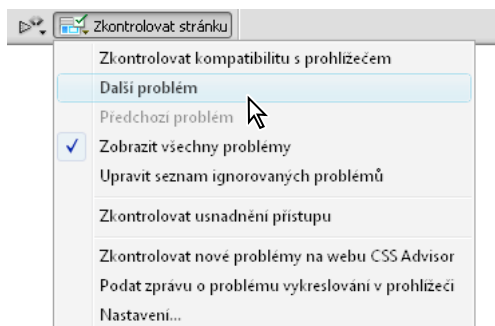 Zkontrolovat stránku
Zkontrolovat kompatibilitu s prohlížečem
Další problém
Předchozí problém
Zobrazit všechny problémy
Upravit seznam ignorovaných problémů
Zkontrolovat usnadnění přístupu
Zkontrolovat nové problémy na webu CSS Advisor
Podat zprávu o problému vykreslování v prohlížeči
Nastavení...